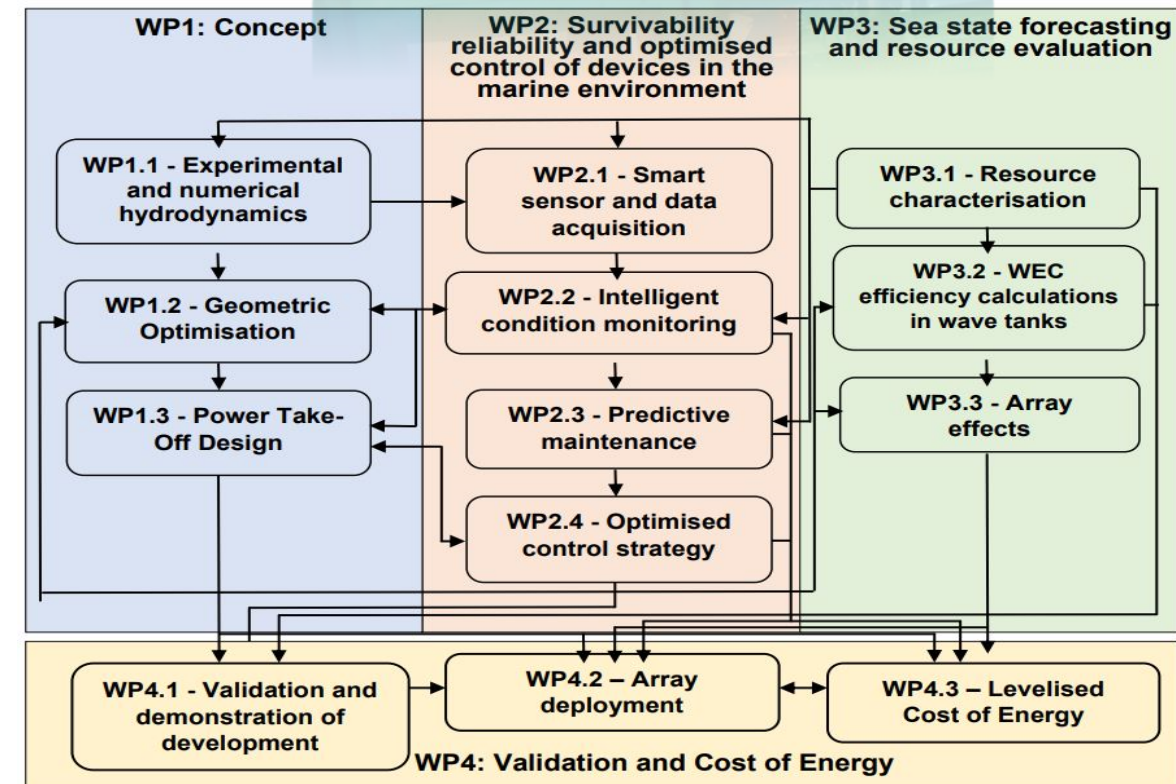 WP1: Concept
WP2: Survivability
reliability and optimised
control of devices in the
marine environment
WP3: Sea state forecasting
and resource evaluation
WP1.1 - Experimental
and numerical
hydrodynamics
WP1.2 - Geometric
Optimisation
WP1.3 - Power Take-
Off Design
WP2.1 - Smart
sensor and data
acquisition
WP2.2 - Intelligent
condition monitoring
WP2.3 - Predictive
maintenance
WP2.4 - Optimised
control strategy
WP3.1 - Resource
characterisation
WP3.2 - WEC
efficiency calculations
in wave tanks
WP3.3 - Array
effects
WP4.1 - Validation and
demonstration of
development
WP4.2 – Array
deployment
WP4.3 – Levelised
Cost of Energy
WP4: Validation and Cost of Energy